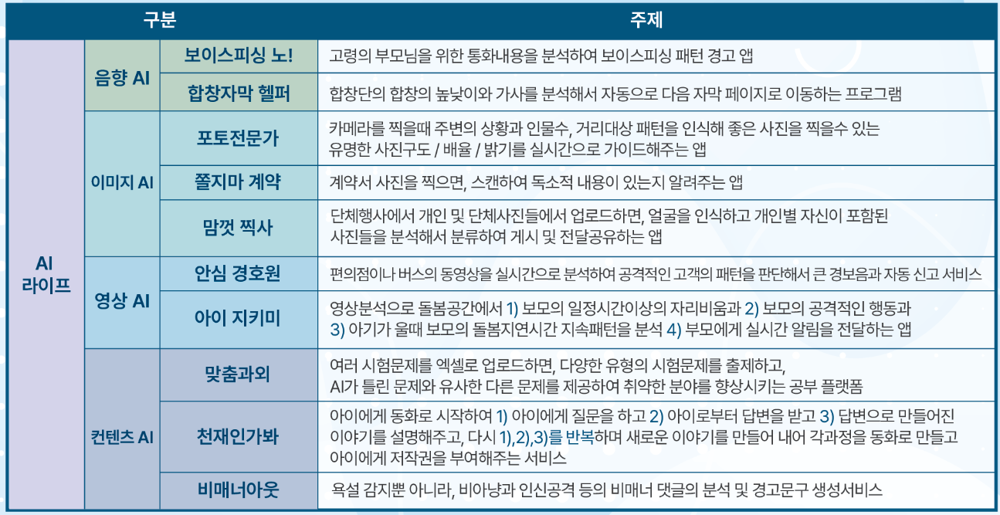 구분
주제
AI
라이프
음향 AI
보이스피싱 노!
고령의 부모님을 위한 통화내용을 분석하여 보이스피싱 패턴 경고 앱
합창자막 헬퍼
합창단의 합창의 높낮이와 가사를 분석해서 자동으로 다음 자막 페이지로 이동하는 프로그램
이미지 AI
포토전문가
카메라를 찍을때 주변의 상황과 인물수, 거리대상 패턴을 인식해 좋은 사진을 찍을수 있는
유명한 사진구도 / 배율 / 밝기를 실시간으로 가이드해주는 앱
쫄지마 계약
계약서 사진을 찍으면, 스캔하여 독소적 내용이 있는지 알려주는 앱
맘껏 찍사
단체행사에서 개인 및 단체사진들에서 업로드하면, 얼굴을 인식하고 개인별 자신이 포함된
사진들을 분석해서 분류하여 게시 및 전달공유하는 앱
영상 AI
안심 경호원
편의점이나 버스의 동영상을 실시간으로 분석하여 공격적인 고객의 패턴을 판단해서 큰 경보음과 자동 신고 서비스
아이 지키미
영상분석으로 돌봄공간에서 1) 보모의 일정시간이상의 자리비움과 2) 보모의 공격적인 행동과
3) 아기가 울때 보모의 돌봄지연시간 지속패턴을 분석 4) 부모에게 실시간 알림을 전달하는 앱
컨텐츠 AI
맞춤과외
여러 시험문제를 엑셀로 업로드하면, 다양한 유형의 시험문제를 출제하고,
AI가 틀린 문제와 유사한 다른 문제를 제공하여 취약한 분야를 향상시키는 공부 플랫폼
천재인가봐
아이에게 동화로 시작하여 1) 아이에게 질문을 하고 2) 아이로부터 답변을 받고 3) 답변으로 만들어진
이야기를 설명해주고, 다시 1),2),3)를 반복하며 새로운 이야기를 만들어 내어 각과정을 동화로 만들고
아이에게 저작권을 부여해주는 서비스
비매너아웃
욕설 감지뿐 아니라, 비아냥과 인신공격 등의 비매너 댓글의 분석 및 경고문구 생성서비스